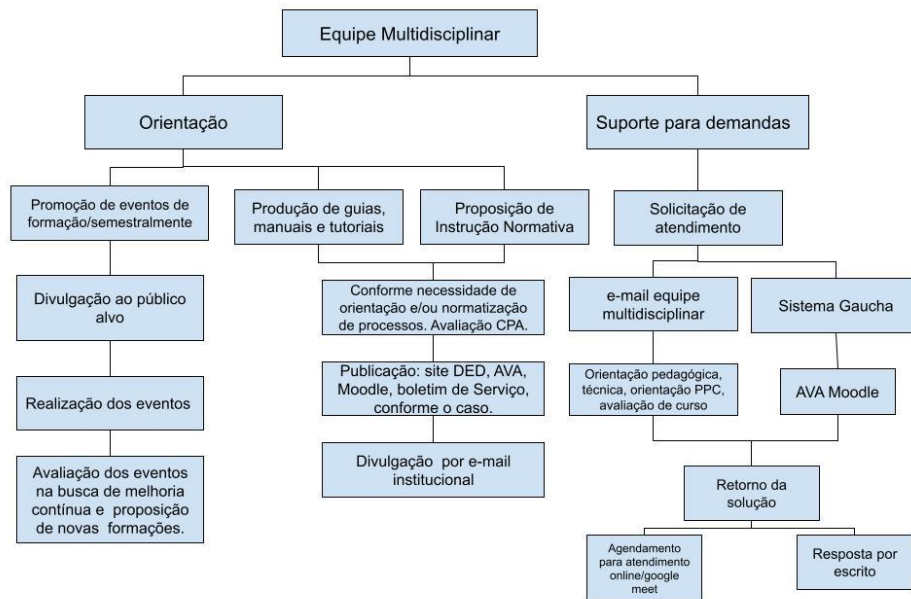 Equipe Multidisciplinar
Orientação
Suporte para demandas
Promoção de eventos de
formação/semestralmente
Produção de guias,
manuais e tutoriais
Proposição de
Instrução Normativa
Solicitação de
atendimento
Divulgação ao público
alvo
Conforme necessidade de
orientação e/ou normatização
de processos. Avaliação CPA.
e-mail equipe
multidisciplinar
Sistema Gaucha
Realização dos eventos
Publicação: site DED, AVA,
Moodle, boletim de Serviço,
conforme o caso.
Orientação pedagógica,
técnica, orientação PPC,
avaliação de curso
AVA Moodle
Avaliação dos eventos
na busca de melhoria
contínua e proposição
de novas formações.
Divulgação por e-mail
institucional
Retorno da
solução
Agendamento
para atendimento
online/google
meet
Resposta por
escrito